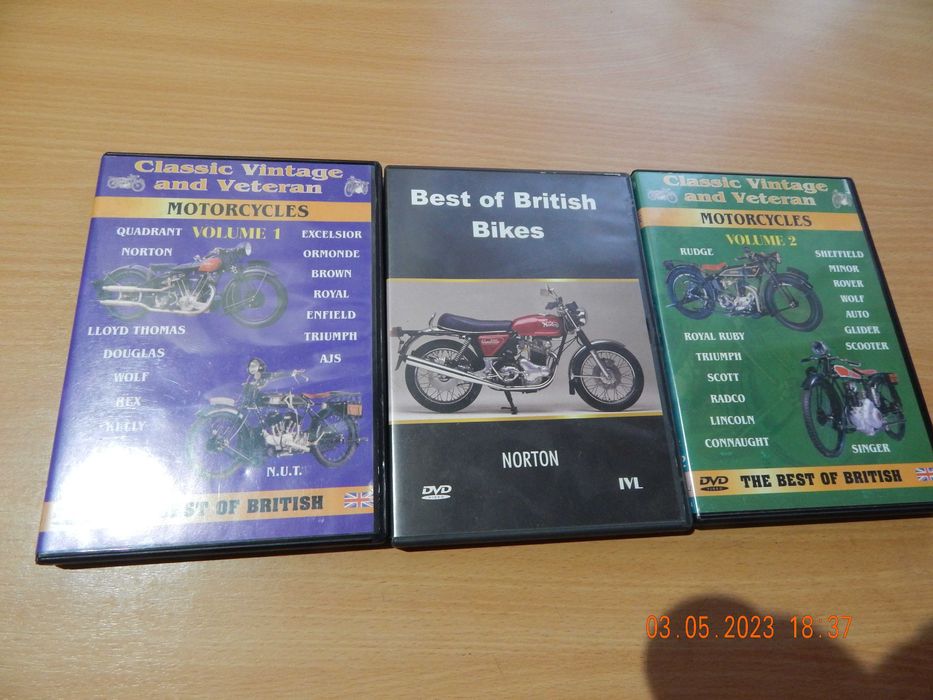 Classic Vintage
and Veteran
MOTORCYCLES
VOLUME 1
QUADRANT
NORTON
LLOYD THOMAS
DOUGLAS
WOLF
REX
KELLY
EXCELSIOR
ORMONDE
BROWN
ROYAL
ENFIELD
TRIUMPH
AJS
N.U.T.
OF BRITISH
Best of British
Bikes
NORTON
DVD
VIDEO
IVL
Classic Vintage
and Veteran
MOTORCYCLES
VOLUME 2
RUDGE
ROYAL RUBY
TRIUMPH
SCOTT
RADCO
LINCOLN
CONNAUGHT
SHEFFIELD
MINOR
ROVER
WOLF
AUTO
GLIDER
SCOOTER
SINGER
DVD
VIDEO
THE BEST OF BRITISH
03.05.2023 18.37